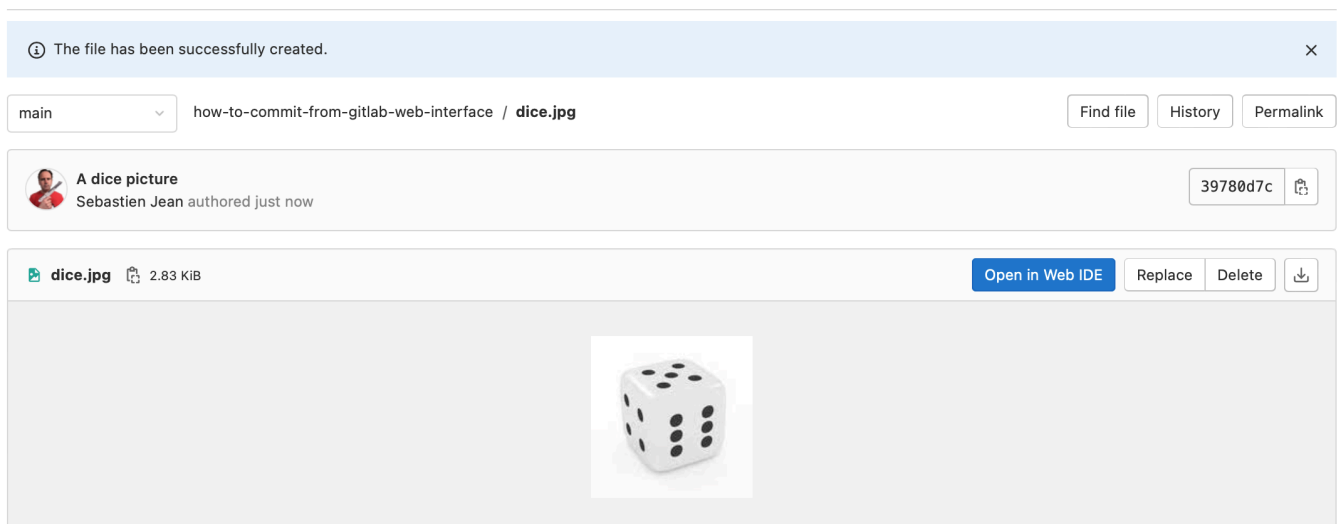 The file has been successfully created.
main
how-to-commit-from-gitlab-web-interface / dice.jpg
Find file
History
Permalink
A dice picture
Sebastien Jean authored just now
39780d7c
dice.jpg 2.83 KiB
Open in Web IDE
Replace
Delete